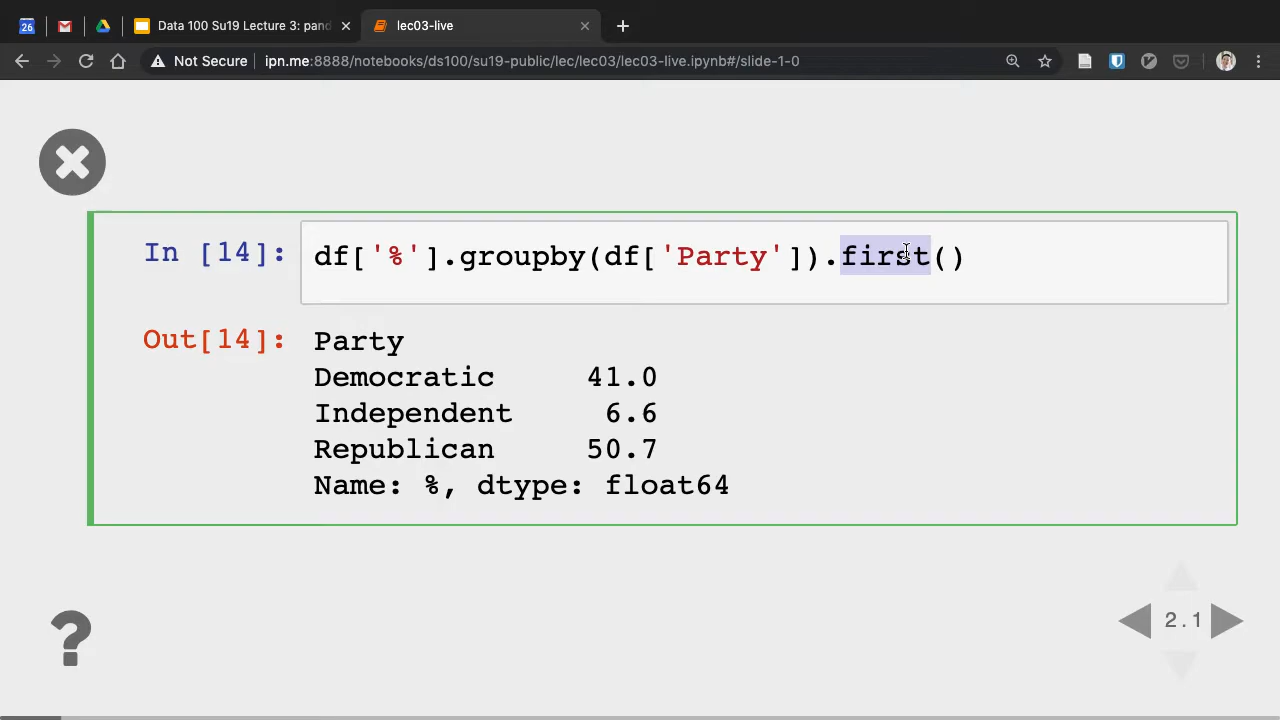 26
Data 100 Su19 Lecture 3: pand
lec03-live
Not Secure
ipn.me:8888/notebooks/ds100/su19-public/lec/lec03/lec03-live.ipynb#/slide-1-0
In [14]:
df['%'].groupby(df['Party']).first()
Out[14]:
Party
Democratic 41.0
Independent 6.6
Republican 50.7
Name: %, dtype: float64
?
2.1